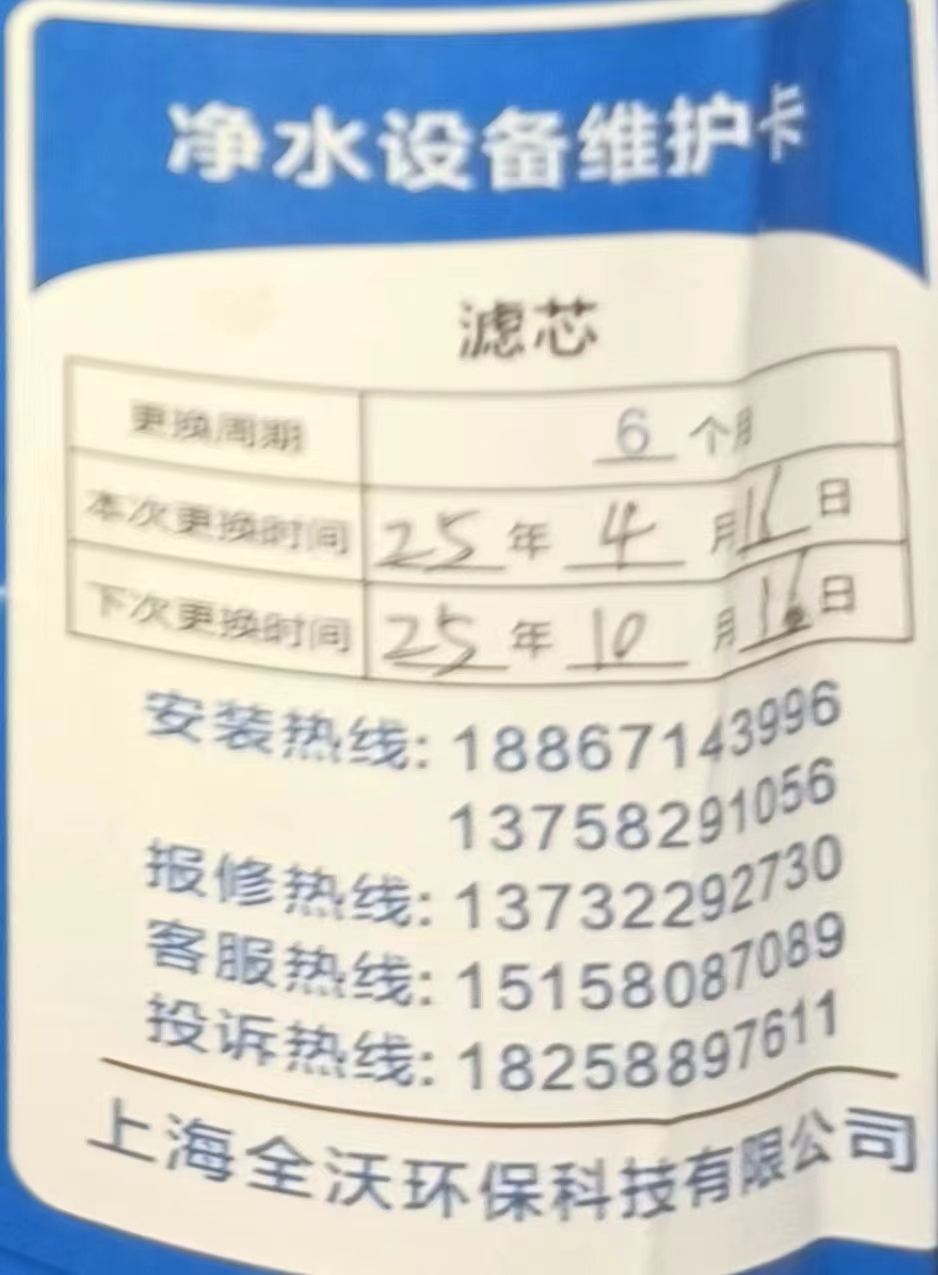 净水设备维护卡
滤芯
更换周期 6 个月
本次更换时间 25 年 4 月 16 日
下次更换时间 25 年 10 月 16 日
安装热线: 18867143996
13758291056
报修热线: 13732292730
客服热线: 15158087089
投诉热线: 18258897611
上海全沃环保科技有限公司